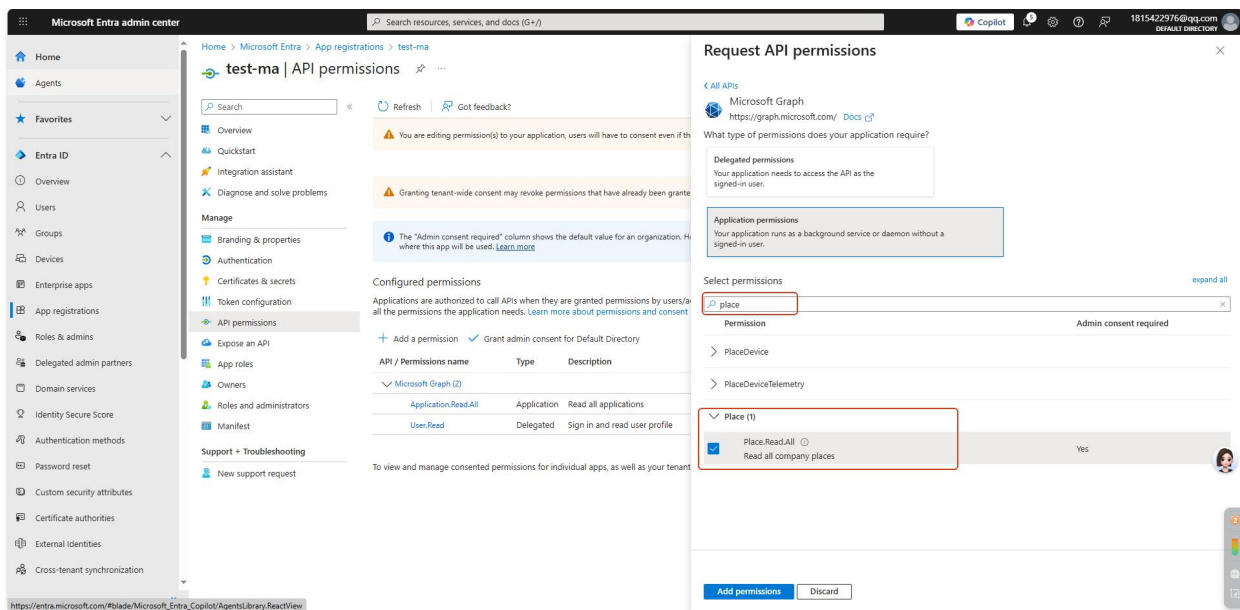 Microsoft Entra admin center
Search resources, services, and docs (G+/)
Copilot
5
1815422976@qq.com
DEFAULT DIRECTORY
Home
Agents
Favorites
Entra ID
Overview
Users
Groups
Devices
Enterprise apps
App registrations
Roles & admins
Delegated admin partners
Domain services
Identity Secure Score
Authentication methods
Password reset
Custom security attributes
Certificate authorities
External Identities
Cross-tenant synchronization
https://entra.microsoft.com/#blade/Microsoft_Entra_Copilot/AgentsLibrary.ReactView
Home > Microsoft Entra > App registrations > test-ma
test-ma | API permissions
Search
Overview
Quickstart
Integration assistant
Diagnose and solve problems
Manage
Branding & properties
Authentication
Certificates & secrets
Token configuration
API permissions
Expose an API
App roles
Owners
Roles and administrators
Manifest
Support + Troubleshooting
New support request
Refresh
Got feedback?
You are editing permission(s) to your application, users will have to consent even if th
Granting tenant-wide consent may revoke permissions that have already been grante
The "Admin consent required" column shows the default value for an organization. H
where this app will be used. Learn more
Configured permissions
Applications are authorized to call APIs when they are granted permissions by users/a
all the permissions the application needs. Learn more about permissions and consent
Add a permission
Grant admin consent for Default Directory
API / Permissions name Type Description
Microsoft Graph (2)
Application.Read.All Application Read all applications
User.Read Delegated Sign in and read user profile
To view and manage consented permissions for individual apps, as well as your tenant
Request API permissions
All APIs
Microsoft Graph
https://graph.microsoft.com/ Docs
What type of permissions does your application require?
Delegated permissions
Your application needs to access the API as the
signed-in user.
Application permissions
Your application runs as a background service or daemon without a
signed-in user.
Select permissions
expand all
place
Permission Admin consent required
PlaceDevice
PlaceDeviceTelemetry
Place (1)
Place.Read.All
Read all company places
Yes
Add permissions
Discard